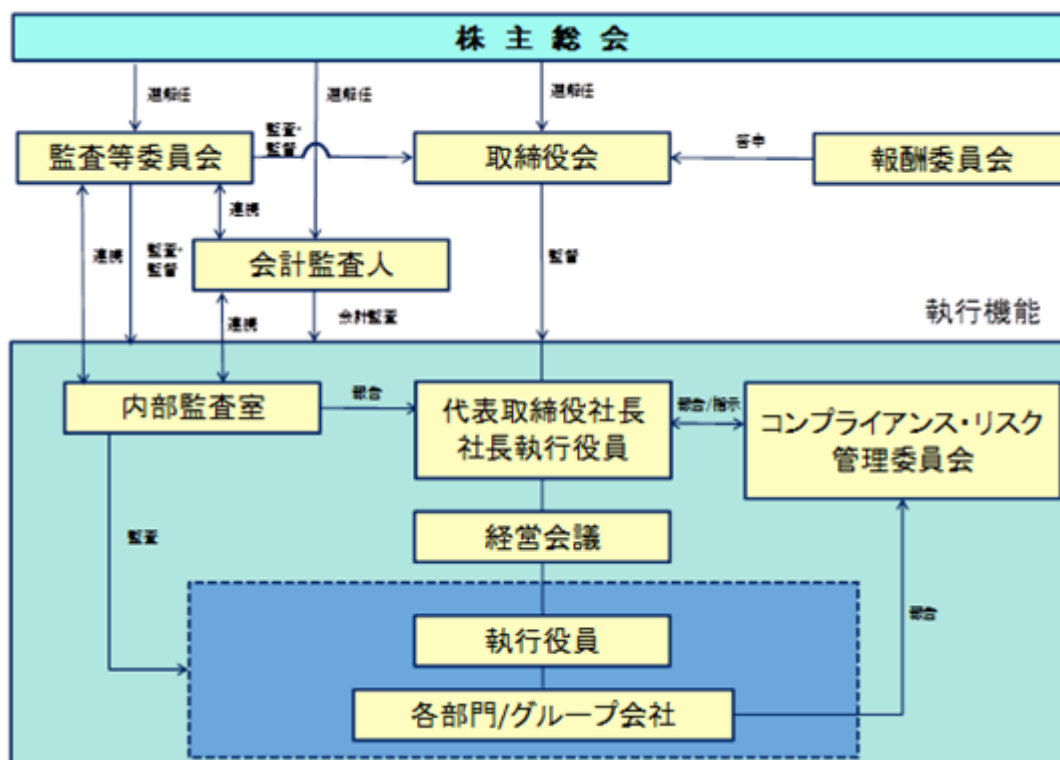 株主総会
選解任
選解任
選解任
監査等委員会
監査・
監督
取締役会
答申
報酬委員会
連携
連携
監査・
監督
会計監査人
監督
連携
会計監査
執行機能
内部監査室
報告
代表取締役社長
社長執行役員
報告/指示
コンプライアンス・リスク
管理委員会
監査
経営会議
執行役員
報告
各部門/グループ会社